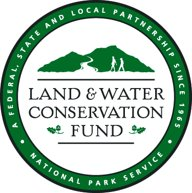 A FEDERAL, STATE AND LOCAL PARTNERSHIP SINCE 1965
LAND & WATER
CONSERVATION
FUND
NATIONAL PARK SERVICE